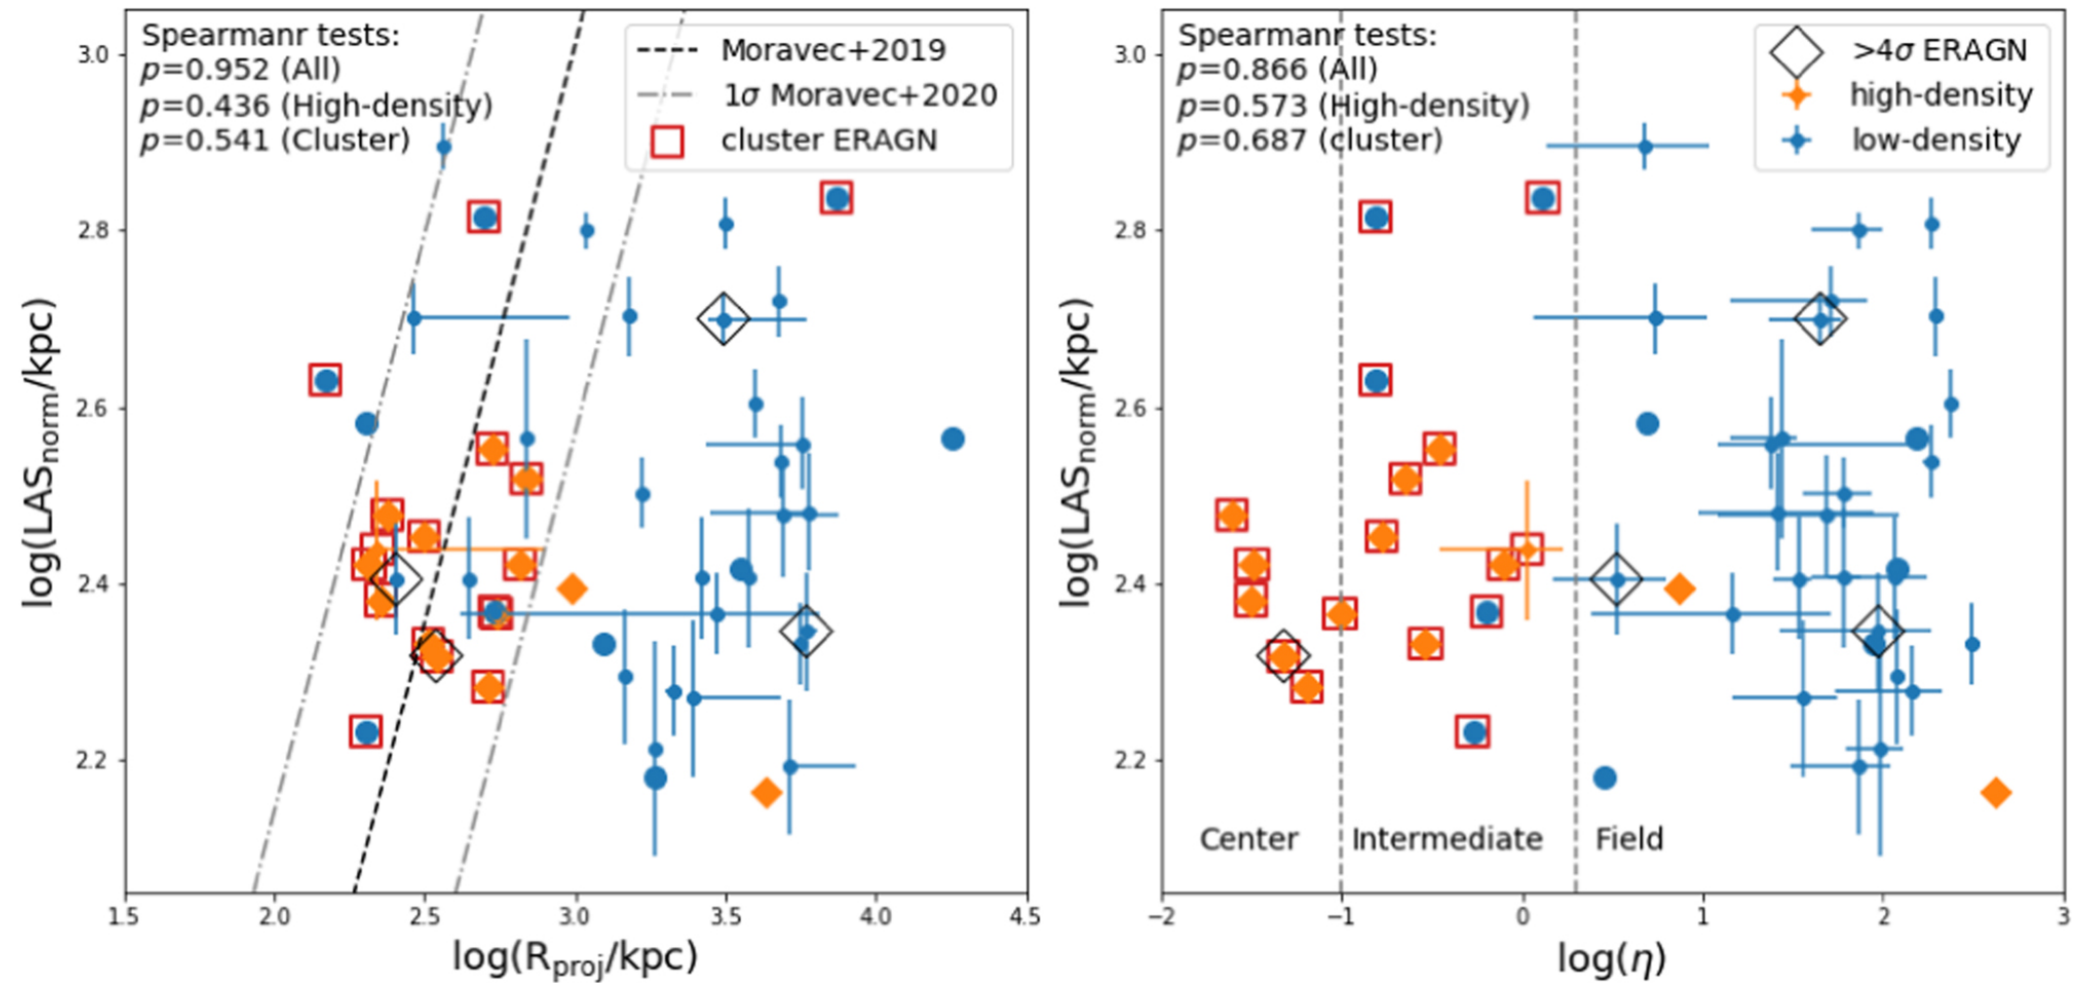 Spearmanr tests:
p=0.952 (All)
p=0.436 (High-density)
p=0.541 (Cluster)
Moravec+2019
1σ Moravec+2020
cluster ERAGN
3.0
2.8
2.6
2.4
2.2
log(LASnorm/kpc)
1.5 2.0 2.5 3.0 3.5 4.0 4.5
log(Rproj/kpc)
Spearmanr tests:
p=0.866 (All)
p=0.573 (High-density)
p=0.687 (cluster)
>4σ ERAGN
high-density
low-density
3.0
2.8
2.6
2.4
2.2
log(LASnorm/kpc)
Center Intermediate Field
−2 −1 0 1 2 3
log(η)